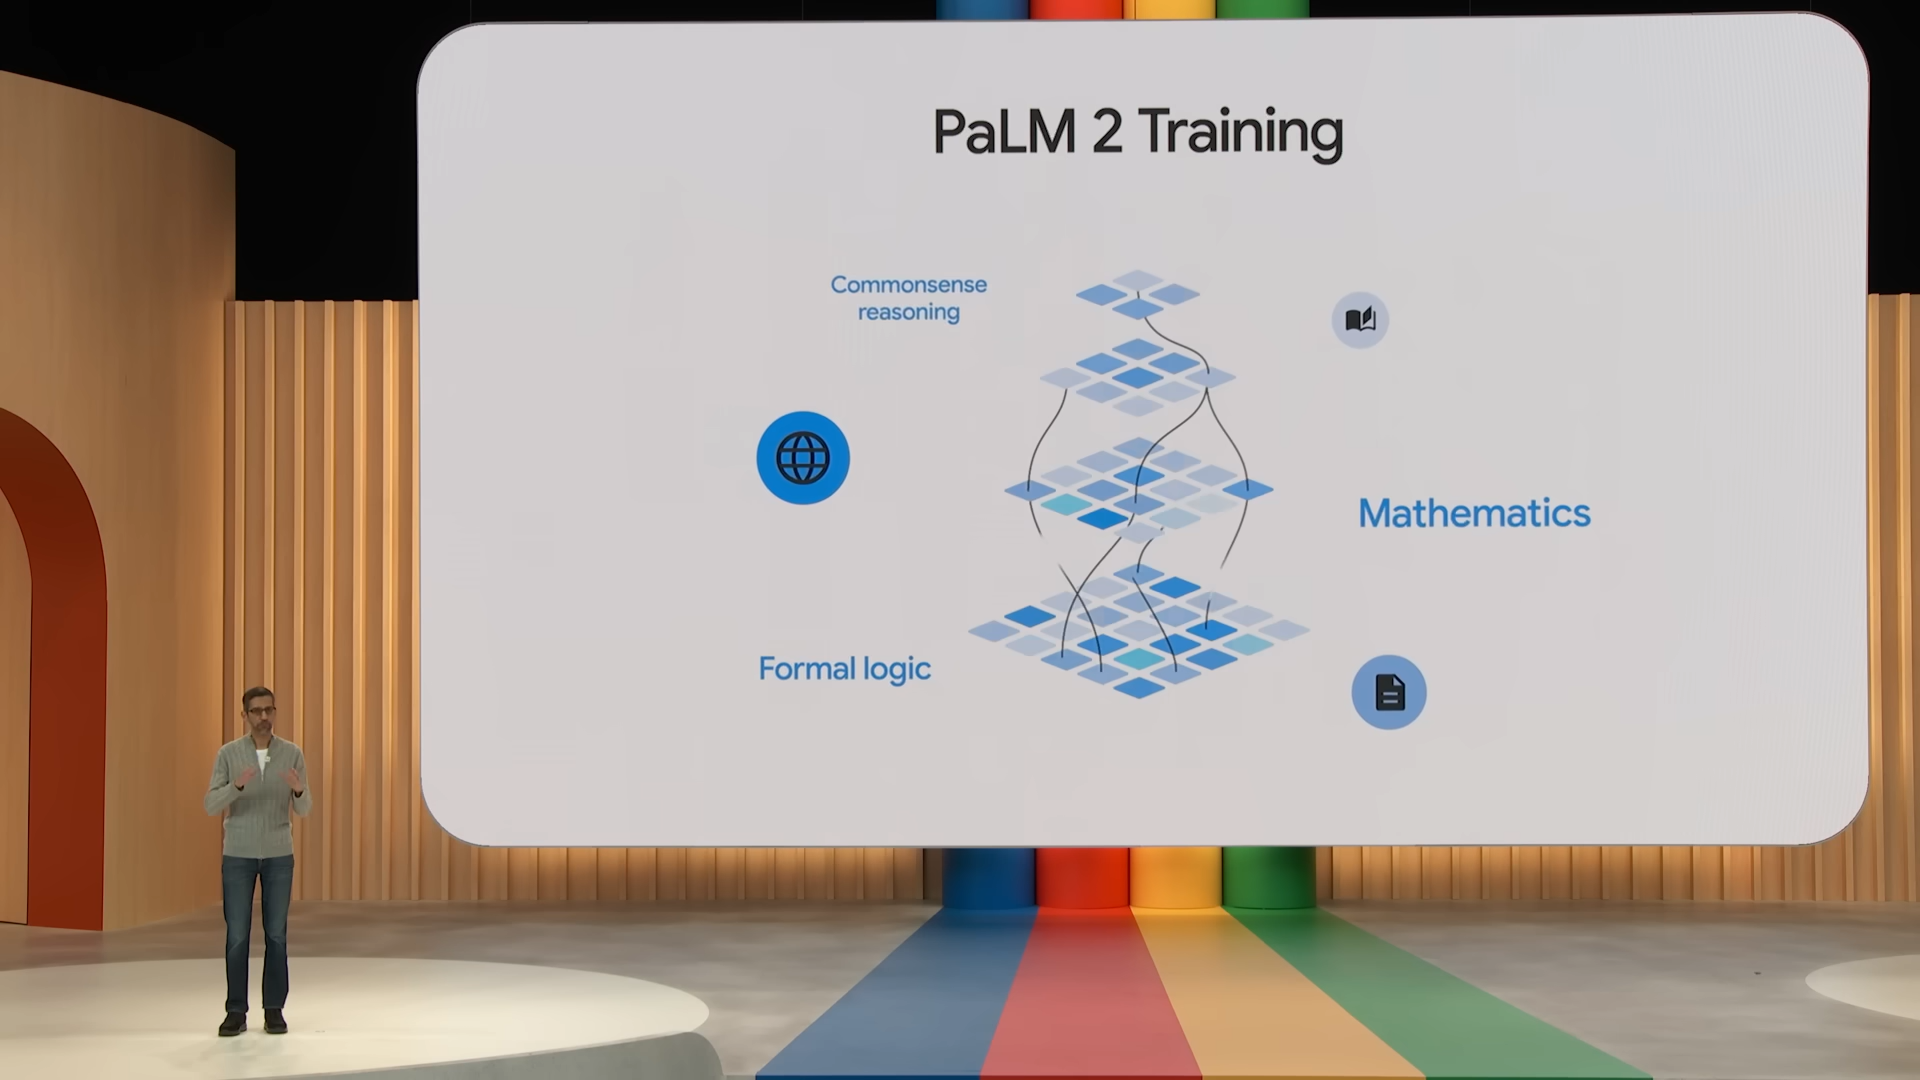 PaLM 2 Training
Commonsense
reasoning
Mathematics
Formal logic